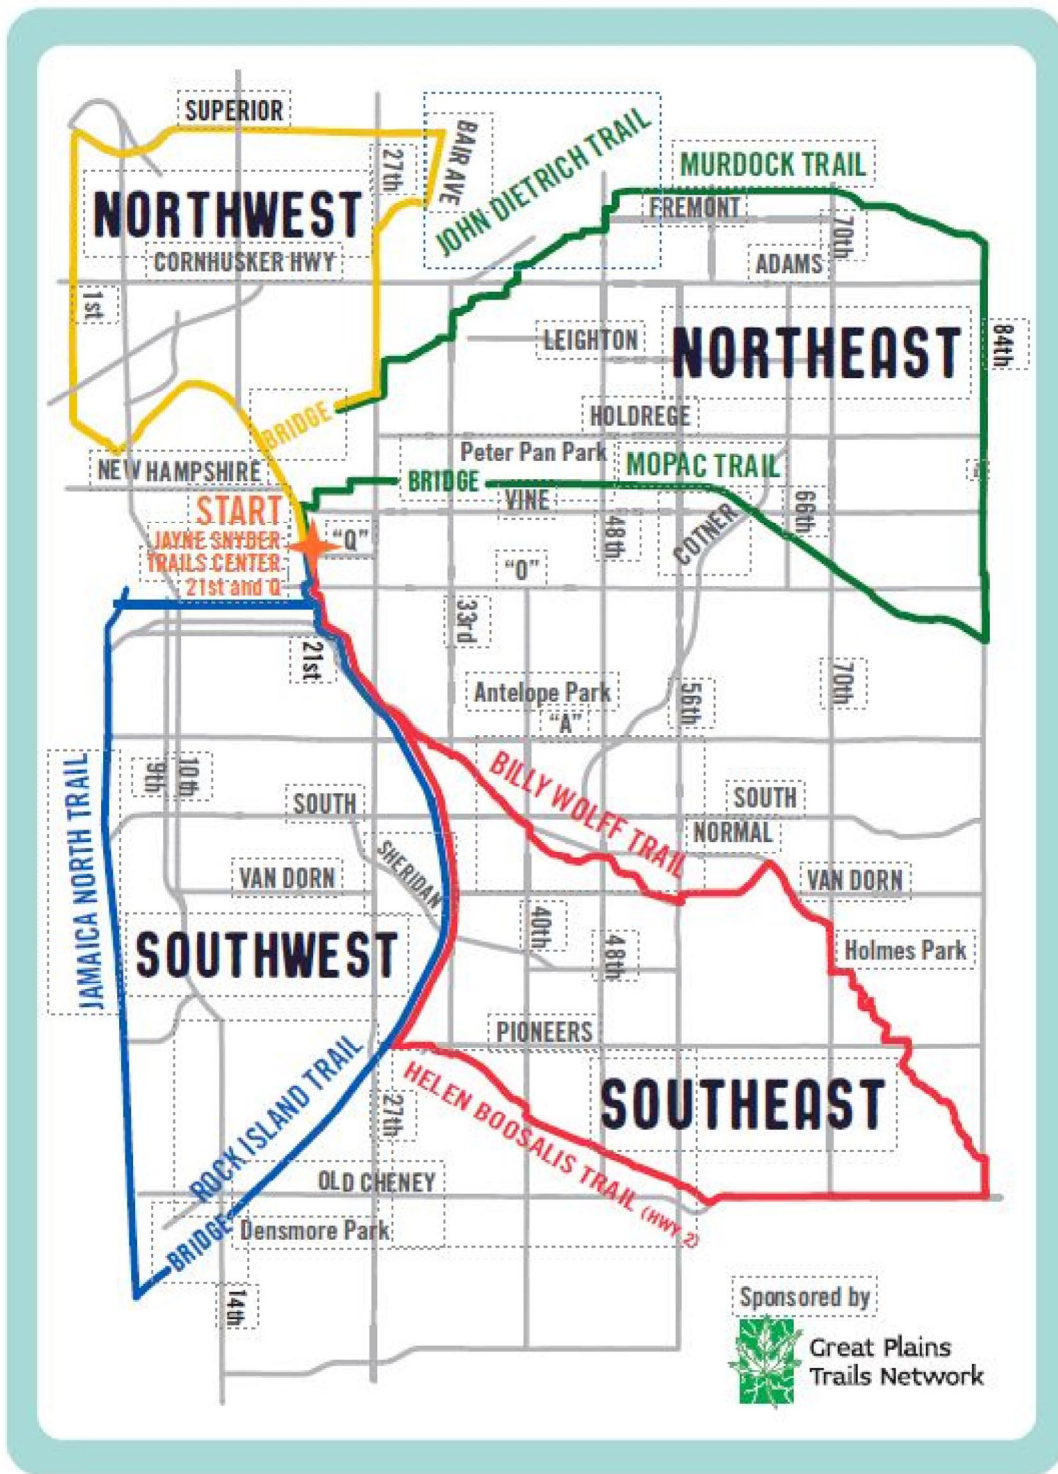 SUPERIOR
BAIR AVE
27th
JOHN DIETRICH TRAIL
MURDOCK TRAIL
NORTHWEST
FREMONT
70th
CORNHUSKER HWY
ADAMS
1st
LEIGHTON
NORTHEAST
84th
BRIDGE
HOLDREGE
NEW HAMPSHIRE
Peter Pan Park
MOPAC TRAIL
BRIDGE
VINE
START
JAYNE SNYDER
TRAILS CENTER
21st and Q
"Q"
48th
COTNER
66th
"O"
33rd
21st
Antelope Park
"A"
56th
70th
JAMAICA NORTH TRAIL
9th
10th
BILLY WOLFF TRAIL
SOUTH
SOUTH
NORMAL
SHERIDAN
VAN DORN
VAN DORN
SOUTHWEST
40th
48th
Holmes Park
PIONEERS
ROCK ISLAND TRAIL
27th
HELEN BOOSALIS TRAIL (HWY 2)
SOUTHEAST
OLD CHENEY
BRIDGE
Densmore Park
14th
Sponsored by
Great Plains
Trails Network